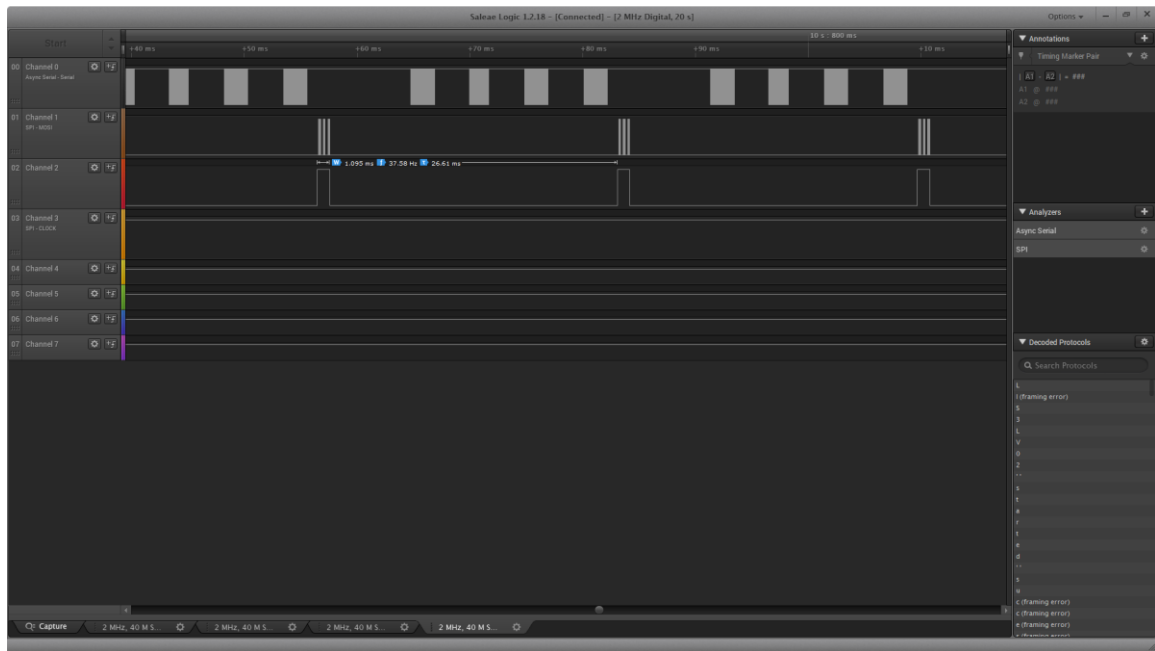 Saleae Logic 1.2.18 - [Connected] - [2 MHz Digital, 20 s]
Options
Start
10 s : 800 ms
+40 ms +50 ms +60 ms +70 ms +80 ms +90 ms +10 ms
00 Channel 0
Async Serial - Serial
01 Channel 1
SPI - MOSI
W 1.095 ms f 37.58 Hz T 26.61 ms
02 Channel 2
03 Channel 3
SPI - CLOCK
04 Channel 4
05 Channel 5
06 Channel 6
07 Channel 7
Annotations
Timing Marker Pair
| A1 - A2 | = ###
A1 @ ###
A2 @ ###
Analyzers
Async Serial
SPI
Decoded Protocols
Search Protocols
L
I (framing error)
S
3
L
V
0
2
' '
s
t
a
r
t
e
d
' '
s
u
c (framing error)
c (framing error)
e (framing error)
s (framing error)
Capture
2 MHz, 40 M S...
2 MHz, 40 M S...
2 MHz, 40 M S...
2 MHz, 40 M S...